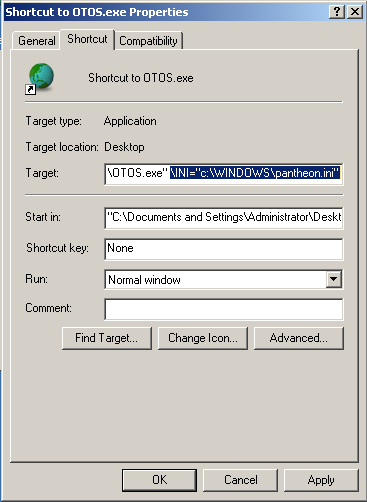 Shortcut to OTOS.exe Properties
General Shortcut Compatibility
Shortcut to OTOS.exe
Target type: Application
Target location: Desktop
Target: \OTOS.exe" \INI="c:\WINDOWS\pantheon.ini"
Start in: "C:\Documents and Settings\Administrator\Deskt
Shortcut key: None
Run: Normal window
Comment:
Find Target... Change Icon... Advanced...
OK Cancel Apply